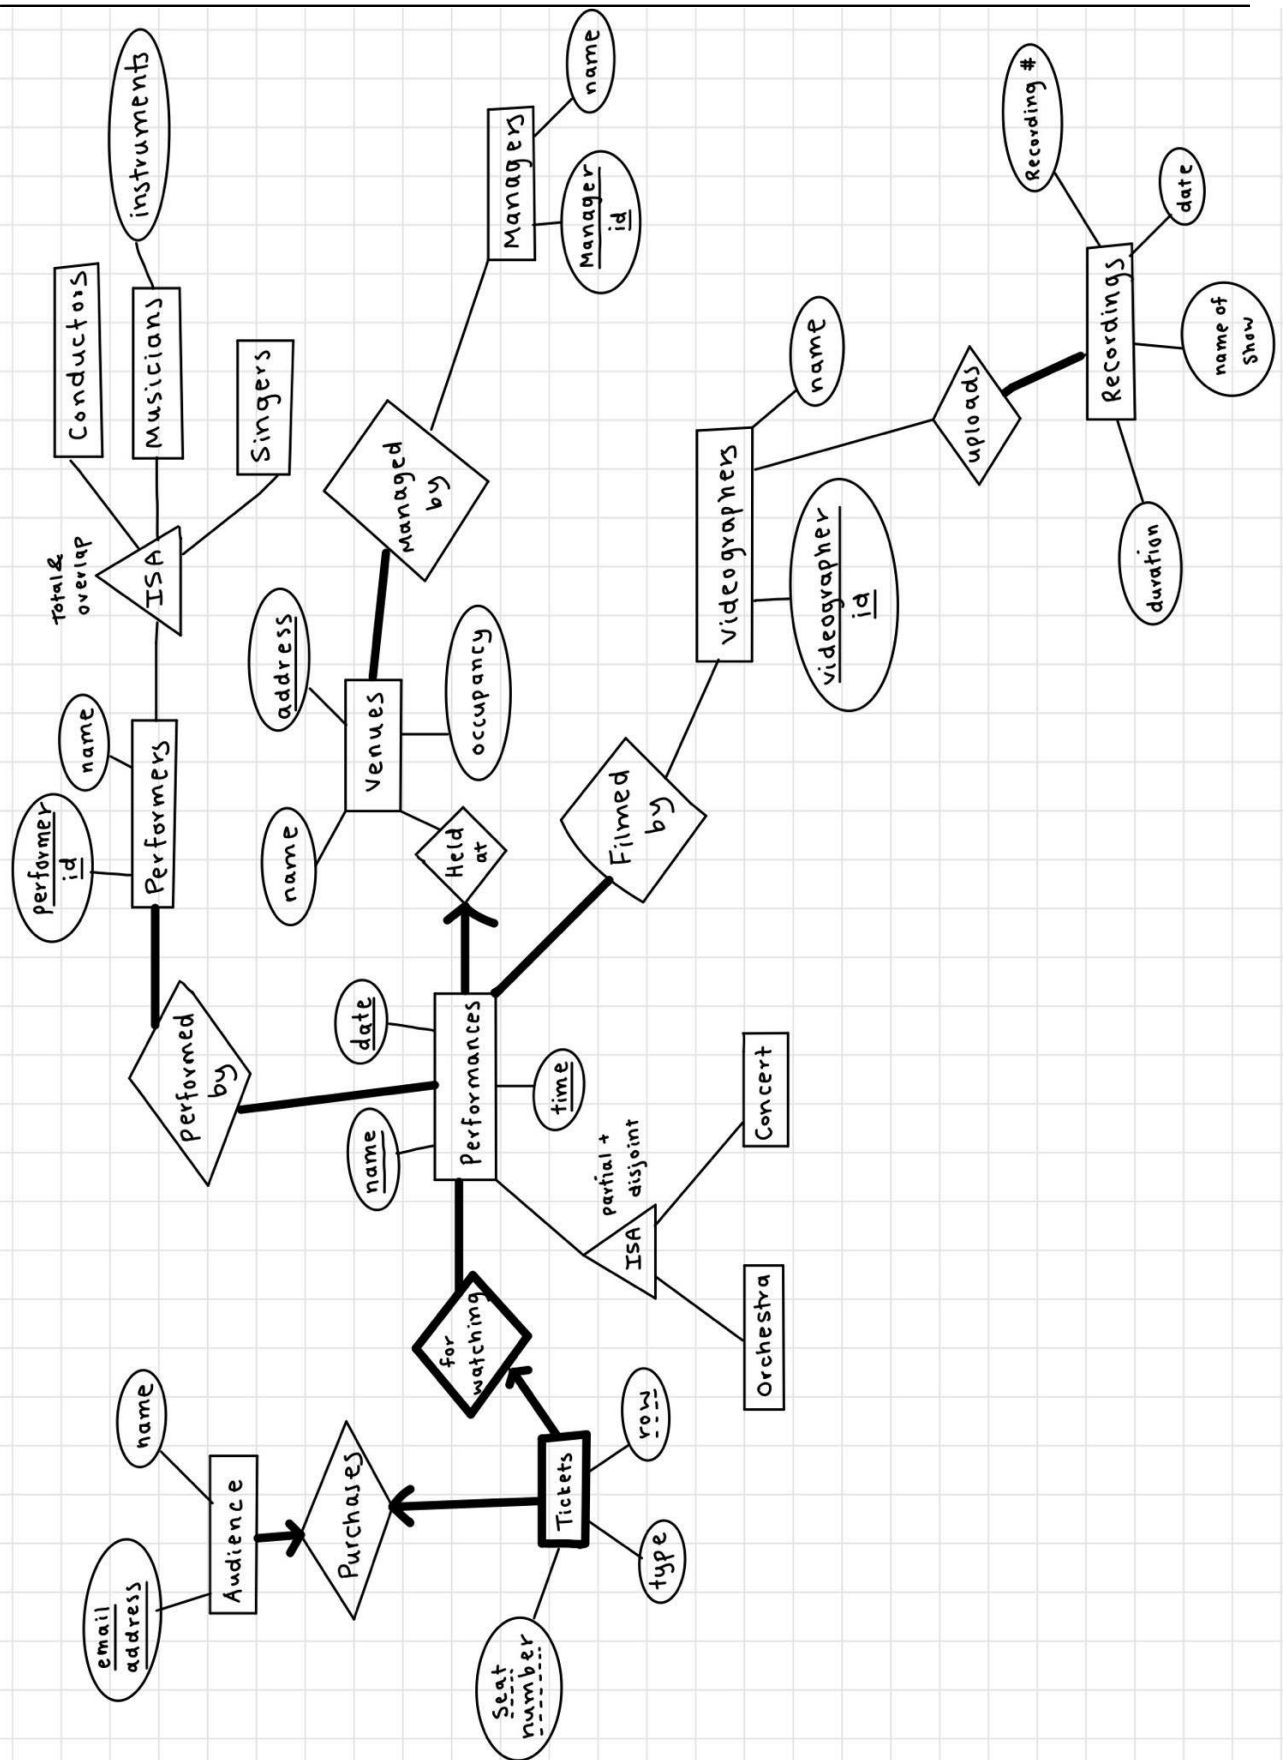 email
address
name
Audience
Purchases
seat
number
type
row
Tickets
for
watching
performer
id
name
Performers
Performed
by
Total &
overlap
ISA
Conductors
Musicians
instruments
Singers
name
date
time
Performances
partial +
disjoint
ISA
Orchestra
Concert
Held
at
name
address
occupancy
Venues
Managed
by
Managers
name
Manager
id
Filmed
by
Videographers
name
videographer
id
uploads
Recordings
Recording #
date
name of
show
duration